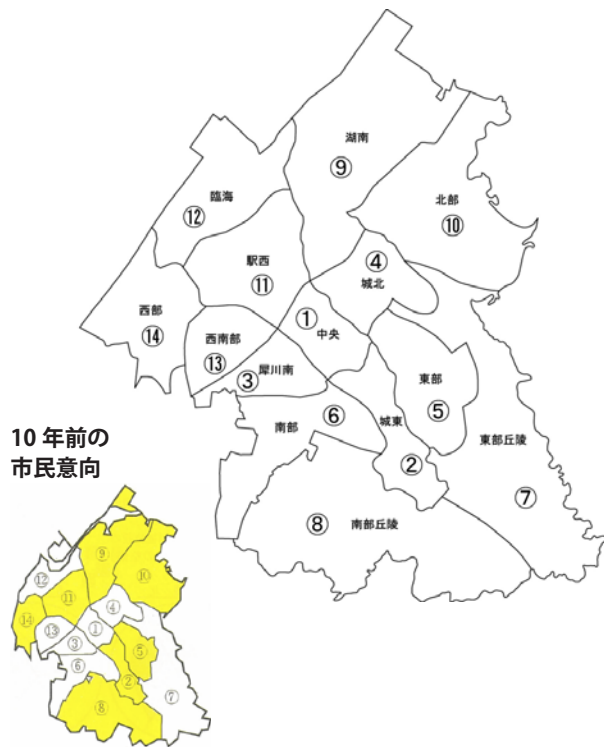 湖南
⑨
北部
⑩
臨海
⑫
④
城北
駅西
⑪
①
中央
西部
⑭
西南部
⑬
犀川南
③
東部
⑤
南部
⑥
城東
②
東部丘陵
⑦
⑧
南部丘陵
10 年前の
市民意向
⑨
⑩
⑫
⑪
⑭
④
①
⑬
③
⑤
⑥
②
⑦
⑧